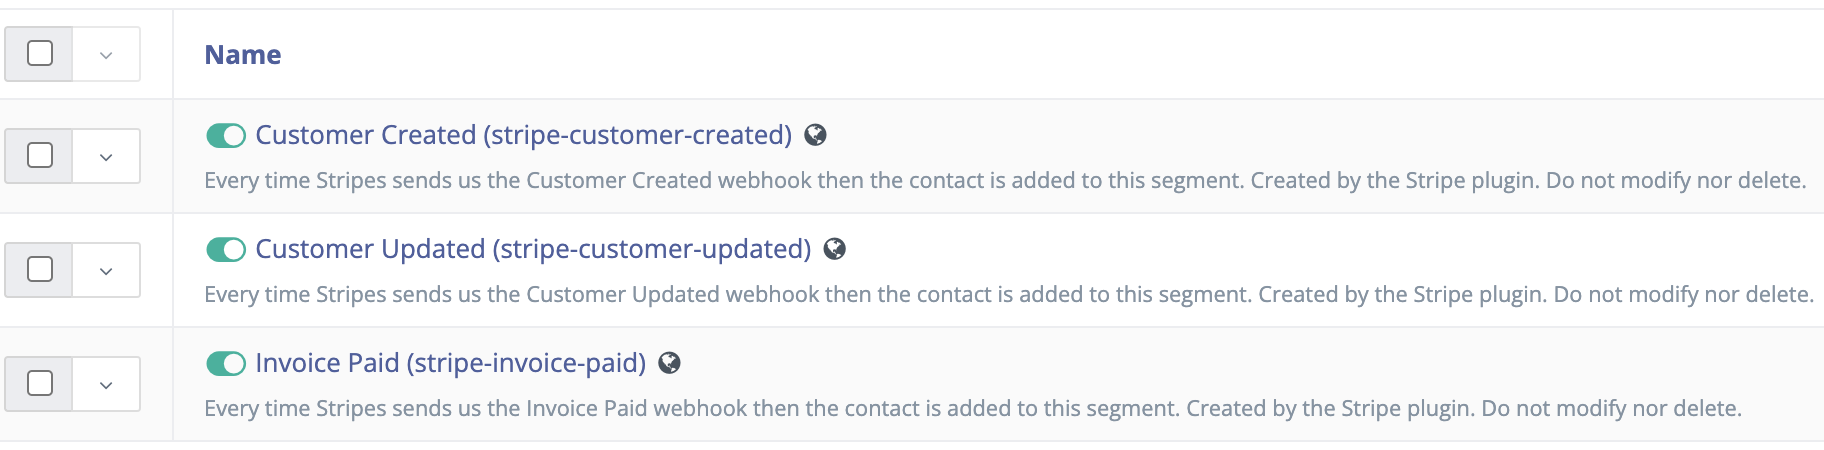 Name
Customer Created (stripe-customer-created)
Every time Stripes sends us the Customer Created webhook then the contact is added to this segment. Created by the Stripe plugin. Do not modify nor delete.
Customer Updated (stripe-customer-updated)
Every time Stripes sends us the Customer Updated webhook then the contact is added to this segment. Created by the Stripe plugin. Do not modify nor delete.
Invoice Paid (stripe-invoice-paid)
Every time Stripes sends us the Invoice Paid webhook then the contact is added to this segment. Created by the Stripe plugin. Do not modify nor delete.